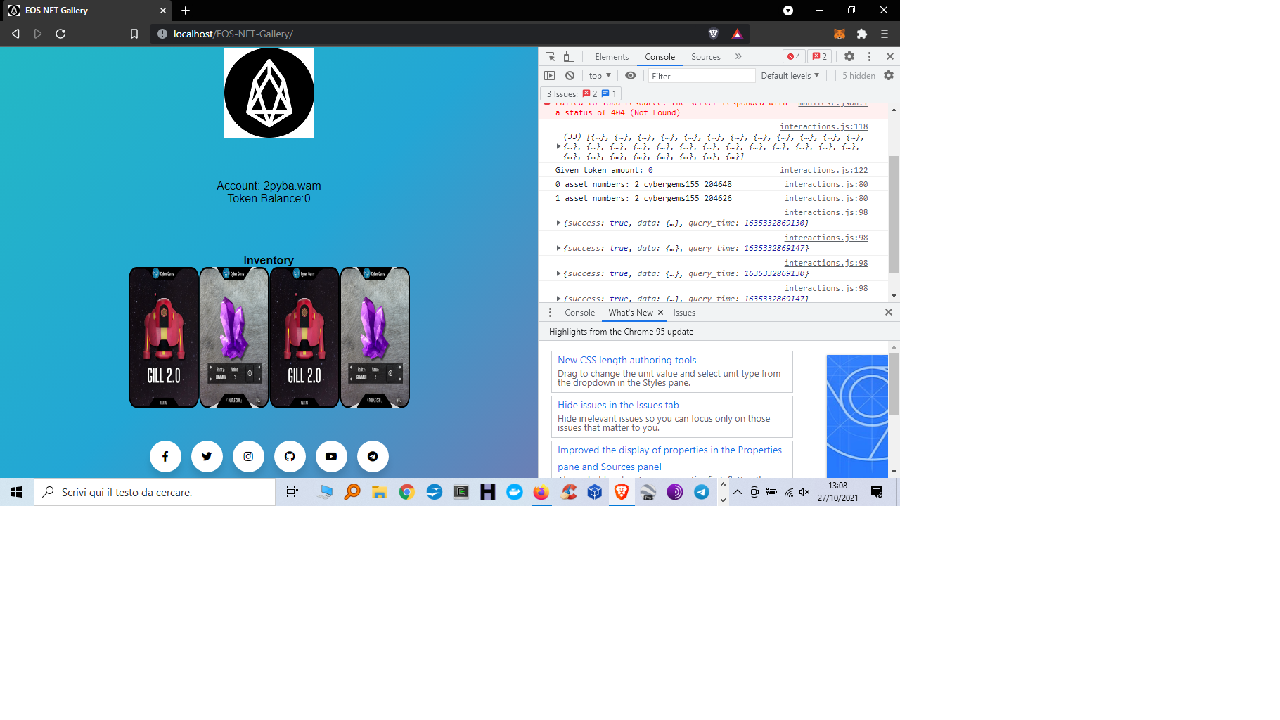 EOS NFT Gallery
localhost/EOS-NFT-Gallery/
Account: 2pyba.wam
Token Balance:0
Inventory
GILL 2.0
GILL 2.0
Elements Console Sources 2
top Filter Default levels 5 hidden
3 Issues: 2 1
a status of 404 (Not Found)
interactions.js:118
[{…}, {…}, {…}, {…}, {…}, {…}, {…}, {…}, {…}, {…}, {…},
{…}, {…}, {…}, {…}, {…}, {…}, {…}, {…}, {…}, {…}, {…}, {…},
{…}, {…}, {…}, {…}, {…}, {…}, {…}, {…}]
Given token amount: 0 interactions.js:122
0 asset numbers: 2,cybergems155,204648 interactions.js:80
1 asset numbers: 2,cybergems155,204626 interactions.js:80
interactions.js:98
{success: true, data: {…}, query_time: 1635332869130}
interactions.js:98
{success: true, data: {…}, query_time: 1635332869147}
interactions.js:98
{success: true, data: {…}, query_time: 1635332869130}
interactions.js:98
{success: true, data: {…}, query_time: 1635332869147}
Console What's New Issues
Highlights from the Chrome 95 update
New CSS length authoring tools
Drag to change the unit value and select unit type from
the dropdown in the Styles pane.
Hide issues in the Issues tab
Hide irrelevant issues so you can focus only on those
issues that matter to you.
Improved the display of properties in the Properties
pane and Sources panel
Scrivi qui il testo da cercare.
13:08
27/10/2021